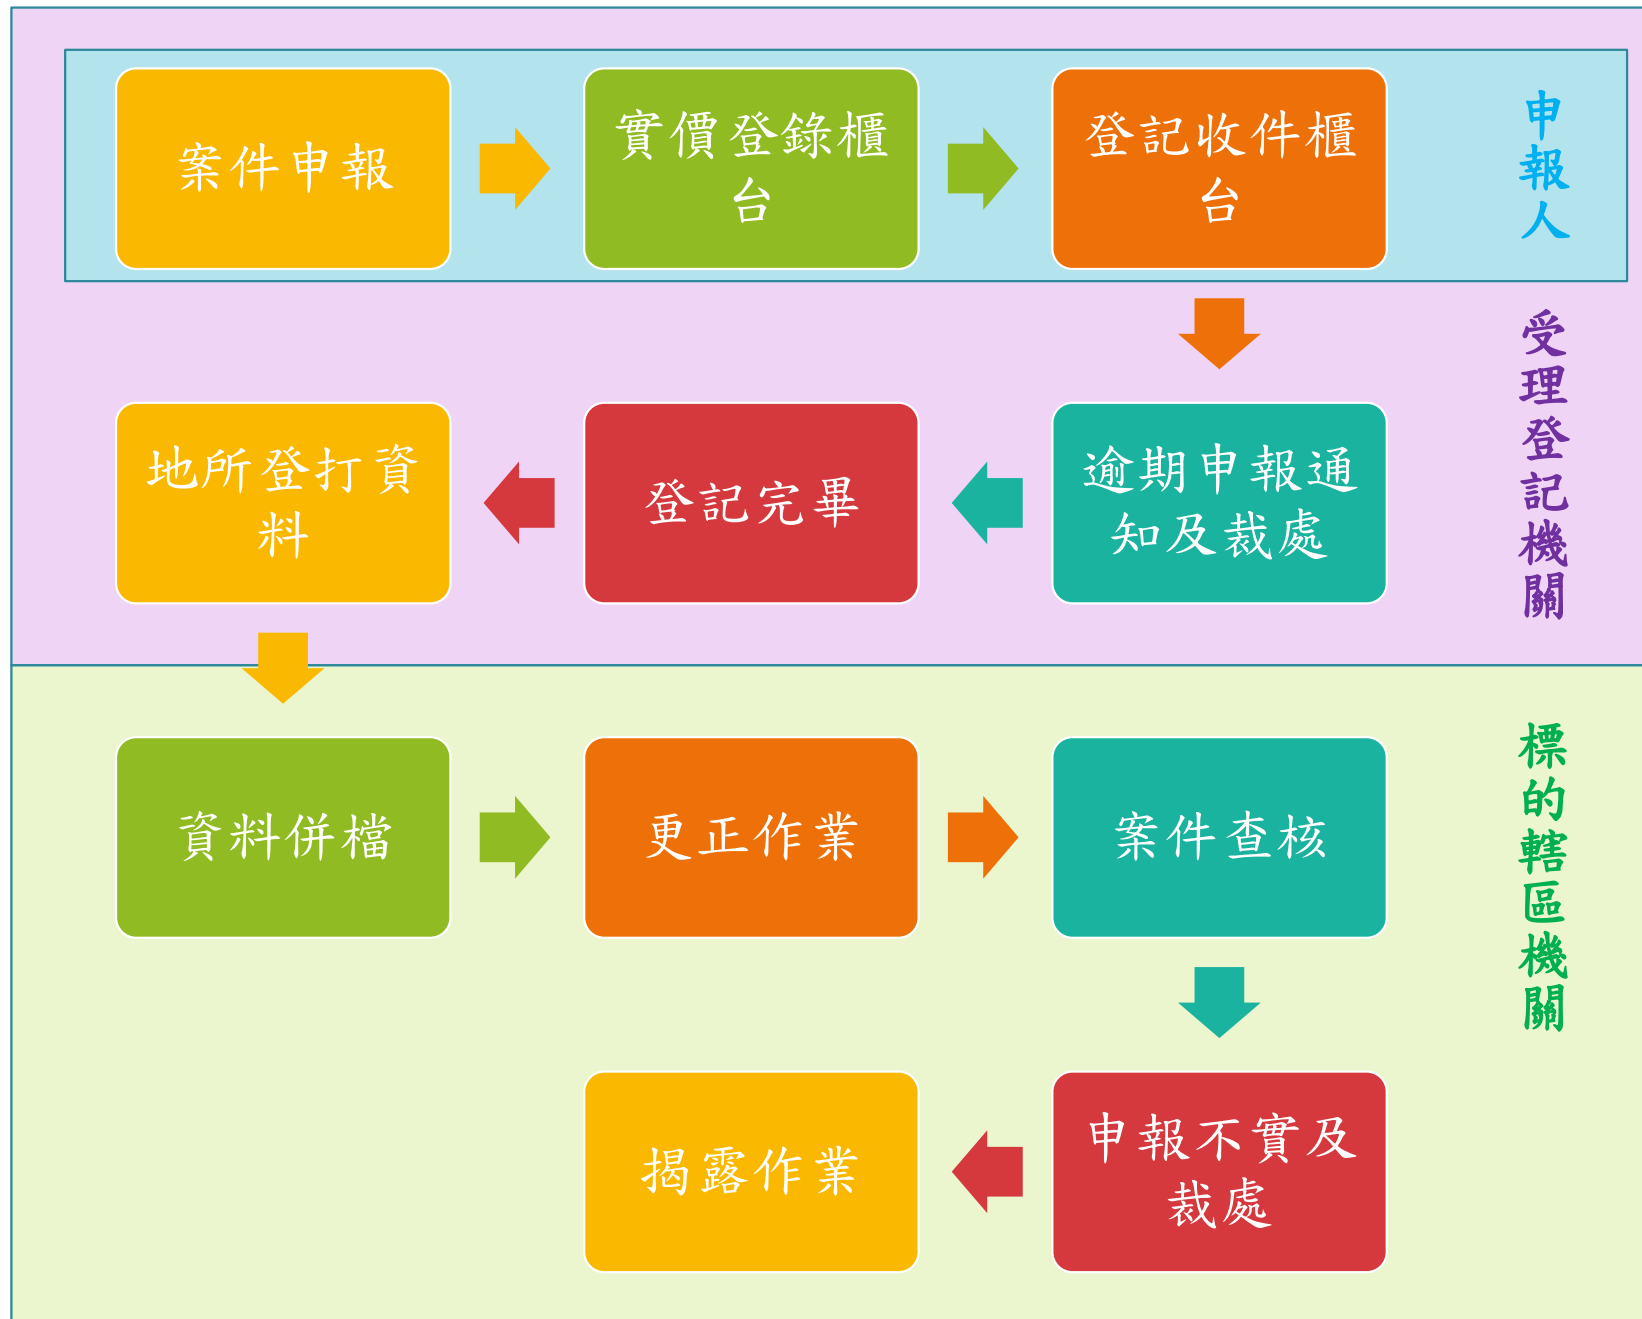 案件申報
實價登錄櫃
台
登記收件櫃
台
申報人
逾期申報通
知及裁處
登記完畢
地所登打資
料
受理登記機關
資料併檔
更正作業
案件查核
申報不實及
裁處
揭露作業
標的轄區機關